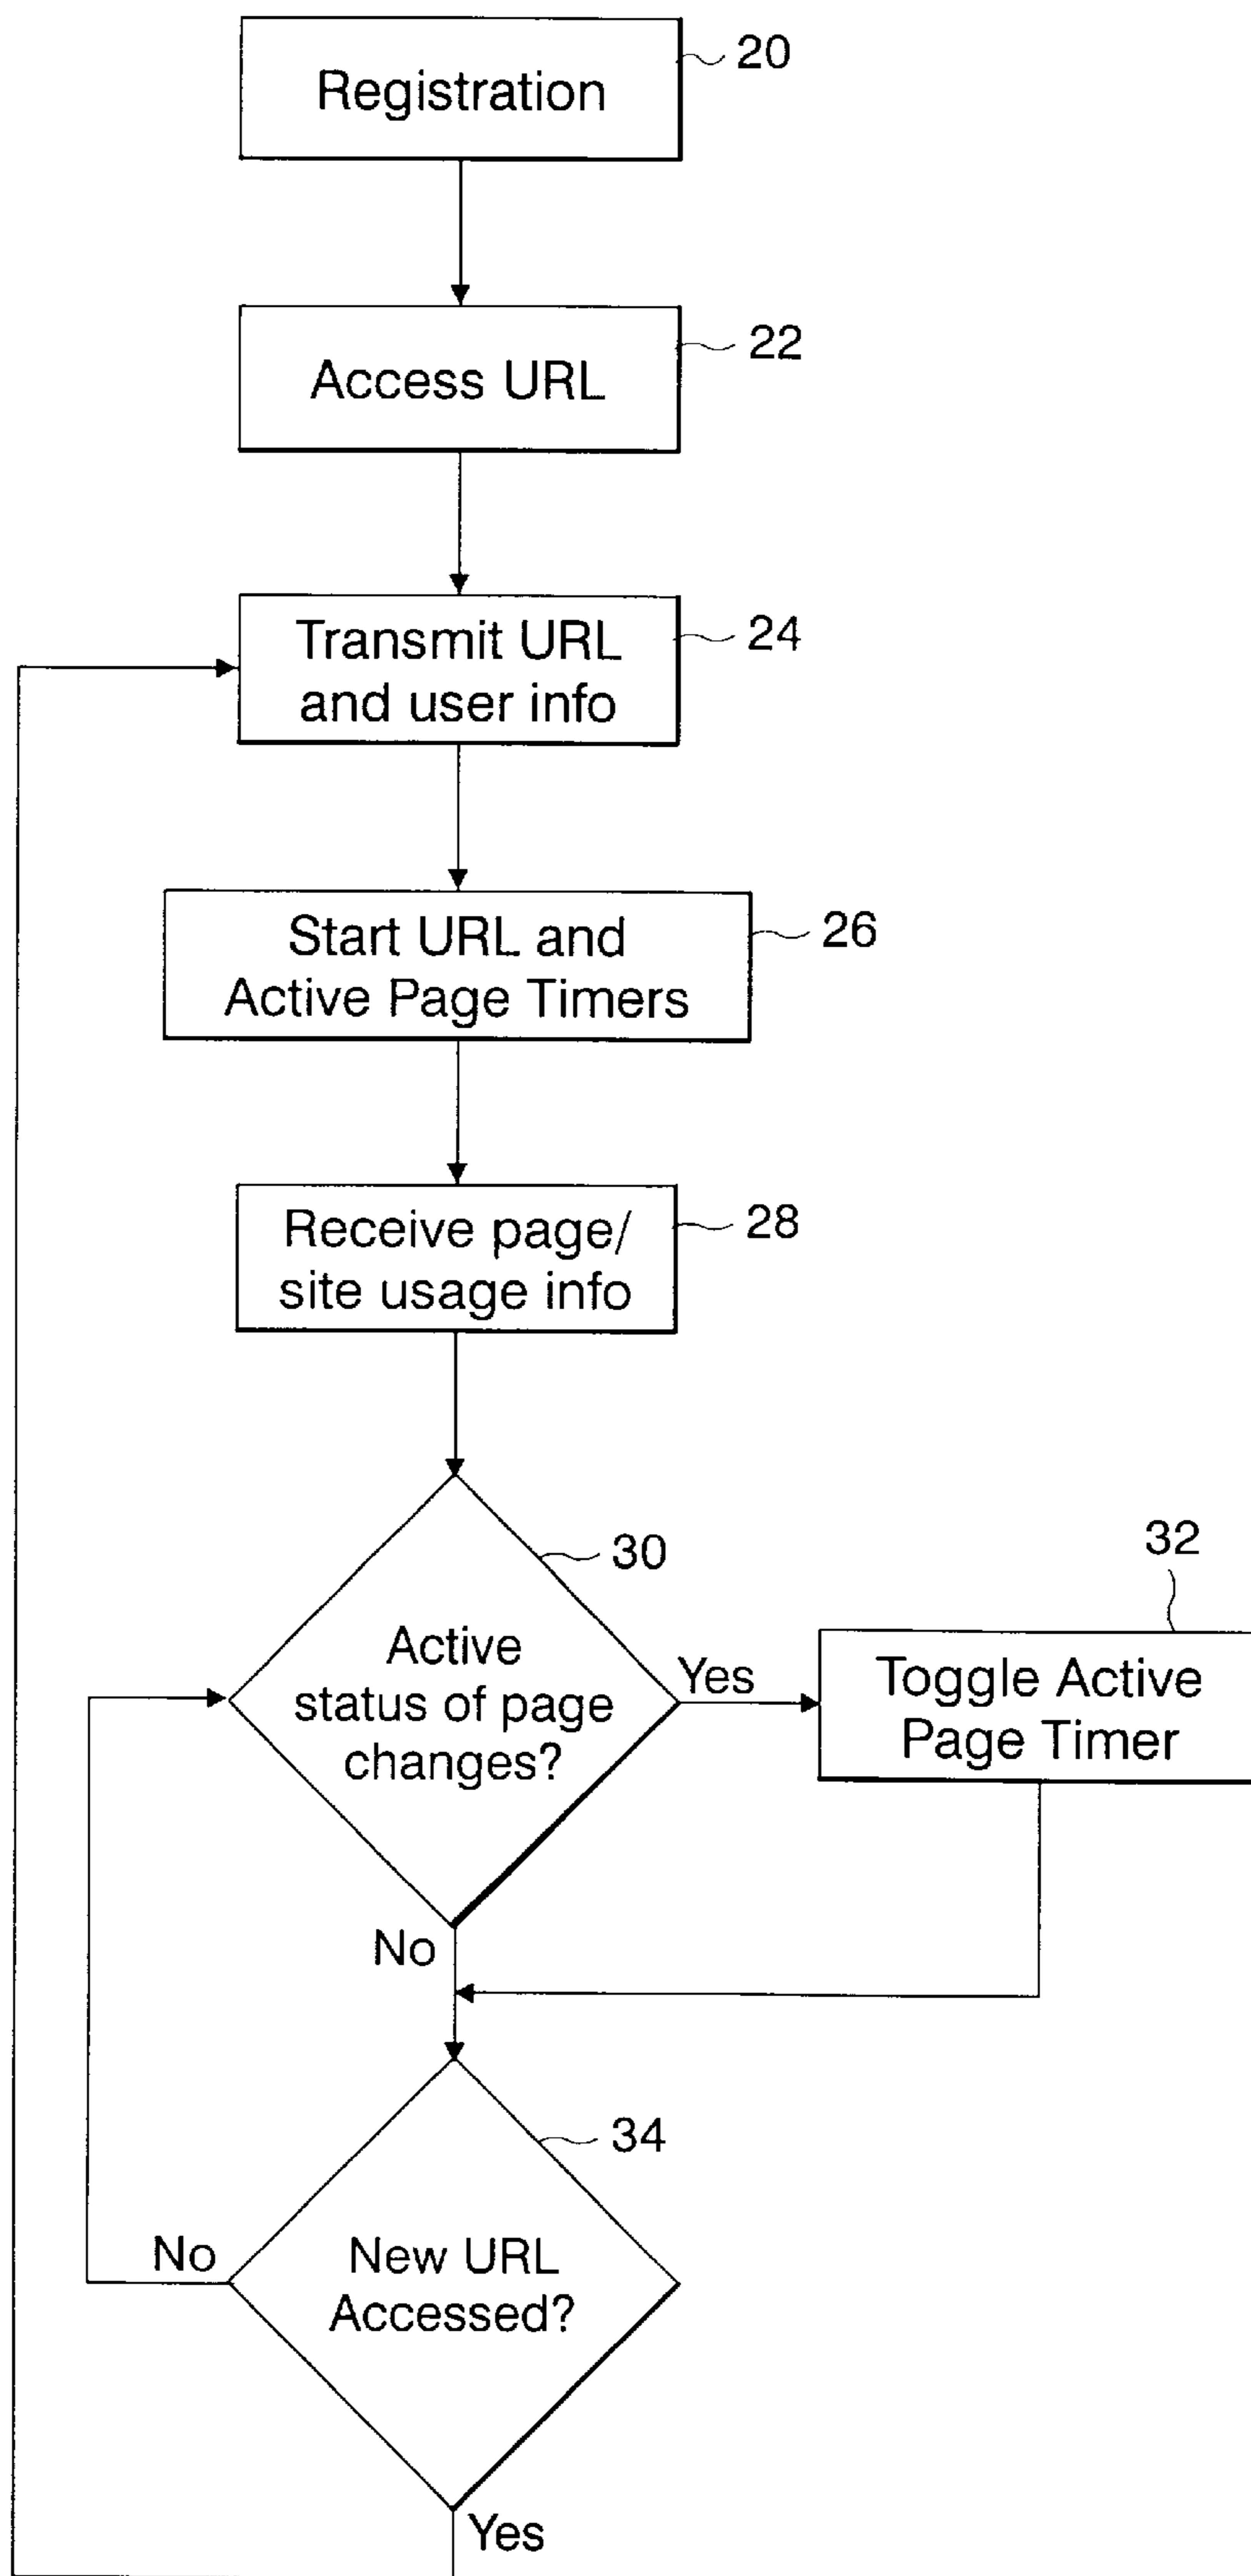 Registration
20
Access URL
22
Transmit URL
and user info
24
Start URL and
Active Page Timers
26
Receive page/
site usage info
28
30
Active
status of page
changes?
Yes
32
Toggle Active
Page Timer
No
34
New URL
Accessed?
No
Yes